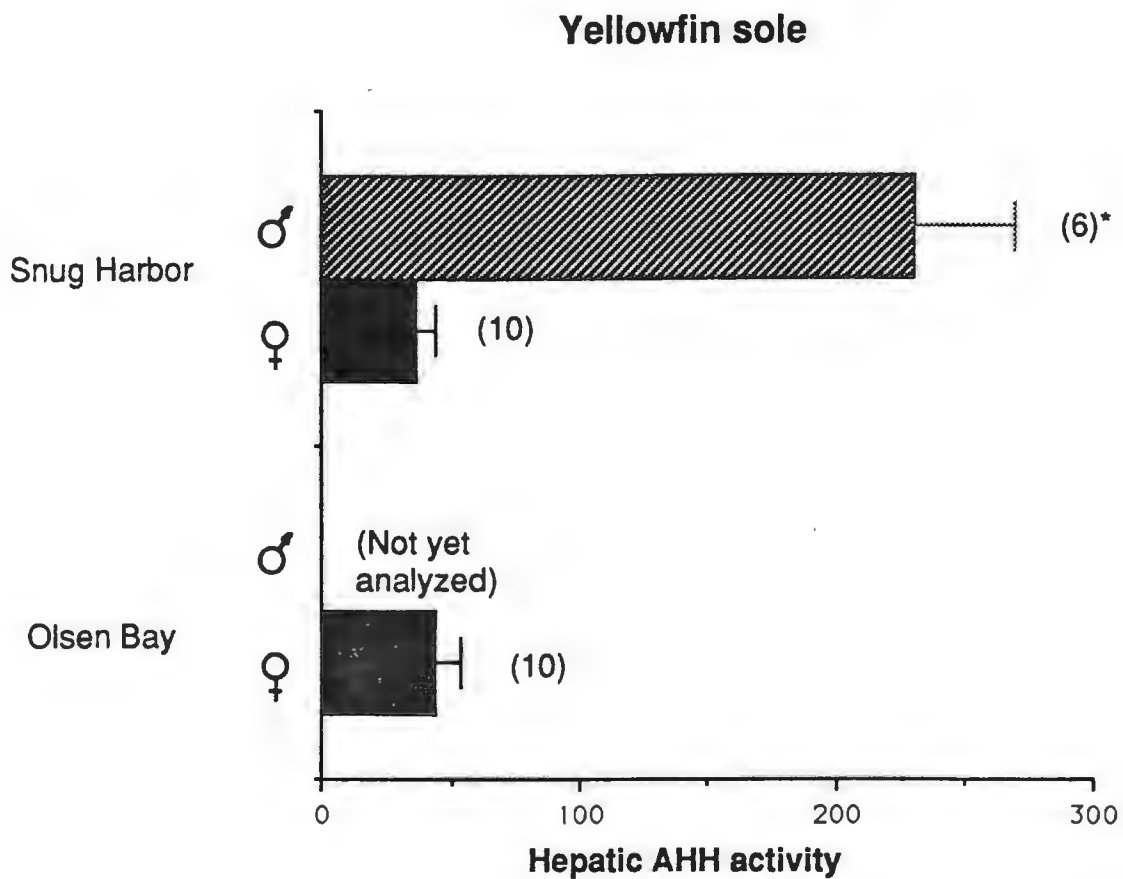 Yellowfin sole
♂
(6)*
Snug Harbor
♀
(10)
♂
(Not yet
analyzed)
Olsen Bay
♀
(10)
0
100
200
300
Hepatic AHH activity